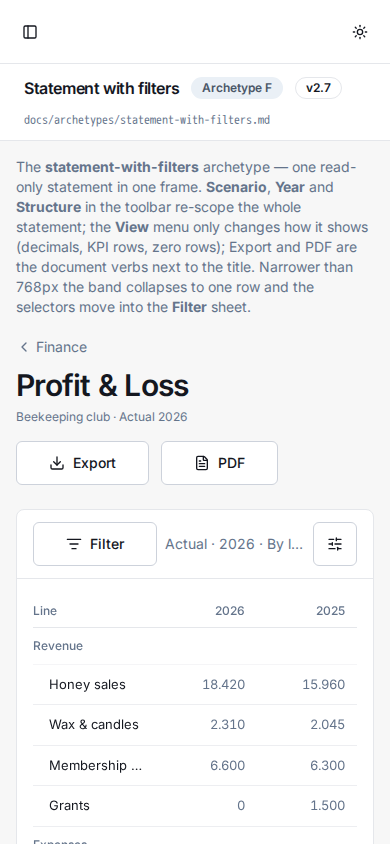 Statement with filters Archetype F v2.7
docs/archetypes/statement-with-filters.md
The statement-with-filters archetype — one read-
only statement in one frame. Scenario, Year and
Structure in the toolbar re-scope the whole
statement; the View menu only changes how it shows
(decimals, KPI rows, zero rows); Export and PDF are
the document verbs next to the title. Narrower than
768px the band collapses to one row and the
selectors move into the Filter sheet.
Finance
Profit & Loss
Beekeeping club · Actual 2026
Export PDF
Filter Actual · 2026 · By l...
Line 2026 2025
Revenue
Honey sales 18.420 15.960
Wax & candles 2.310 2.045
Membership ... 6.600 6.300
Grants 0 1.500
Expenses